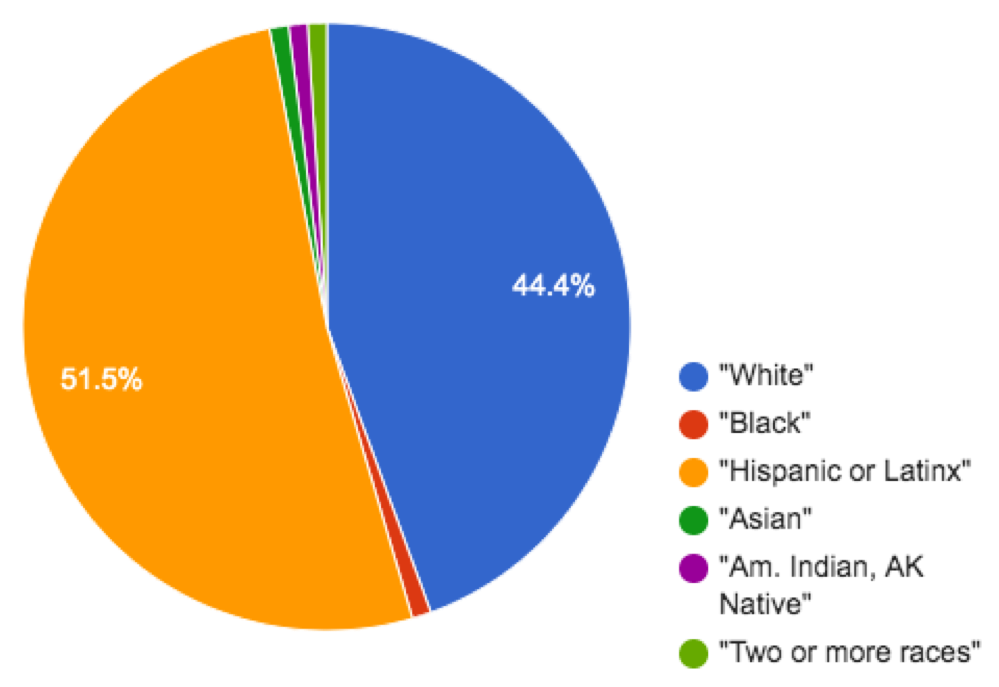 44.4%
51.5%
"White"
"Black"
"Hispanic or Latinx"
"Asian"
"Am. Indian, AK
Native"
"Two or more races"